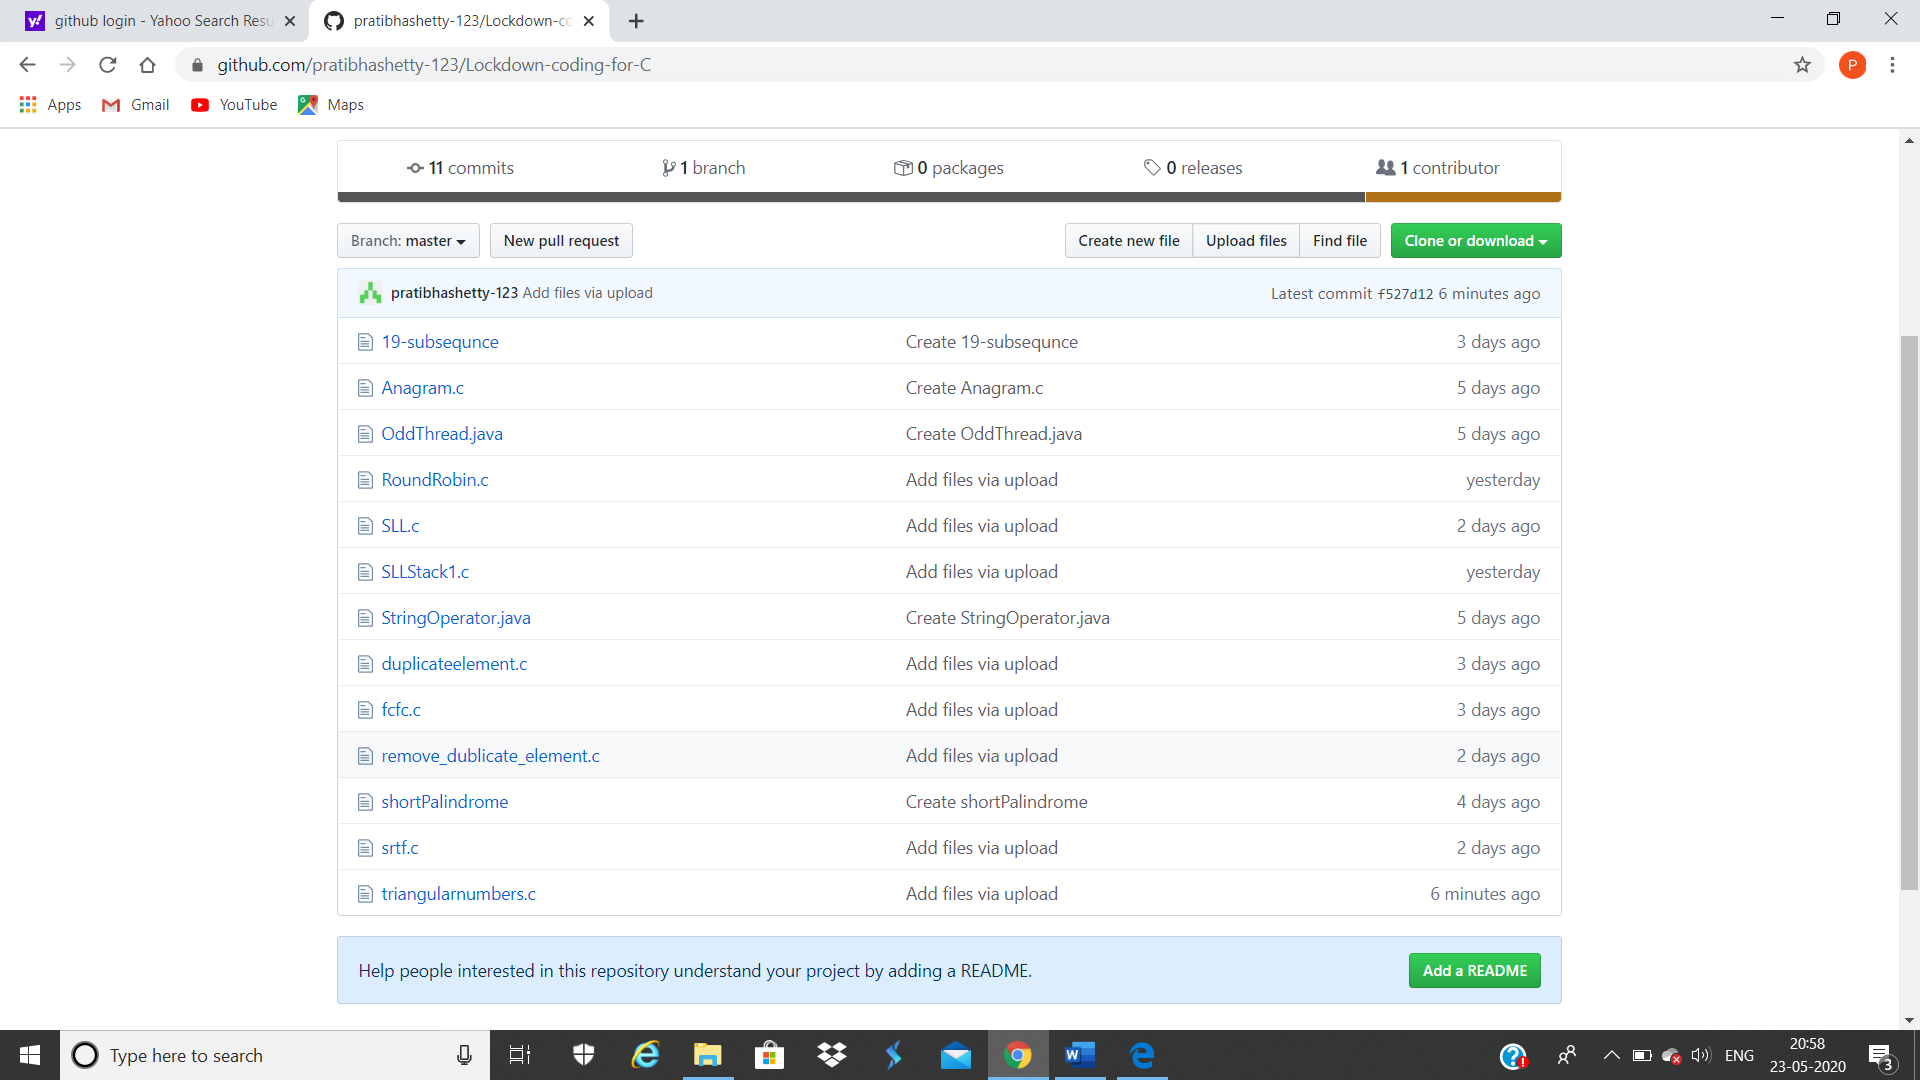 github login - Yahoo Search Resu
pratibhashetty-123/Lockdown-co
github.com/pratibhashetty-123/Lockdown-coding-for-C
P
Apps Gmail YouTube Maps
11 commits 1 branch 0 packages 0 releases 1 contributor
Branch: master New pull request Create new file Upload files Find file Clone or download
pratibhashetty-123 Add files via upload Latest commit f527d12 6 minutes ago
19-subsequnce Create 19-subsequnce 3 days ago
Anagram.c Create Anagram.c 5 days ago
OddThread.java Create OddThread.java 5 days ago
RoundRobin.c Add files via upload yesterday
SLL.c Add files via upload 2 days ago
SLLStack1.c Add files via upload yesterday
StringOperator.java Create StringOperator.java 5 days ago
duplicateelement.c Add files via upload 3 days ago
fcfc.c Add files via upload 3 days ago
remove_dublicate_element.c Add files via upload 2 days ago
shortPalindrome Create shortPalindrome 4 days ago
srtf.c Add files via upload 2 days ago
triangularnumbers.c Add files via upload 6 minutes ago
Help people interested in this repository understand your project by adding a README. Add a README
Type here to search
ENG
20:58
23-05-2020
3